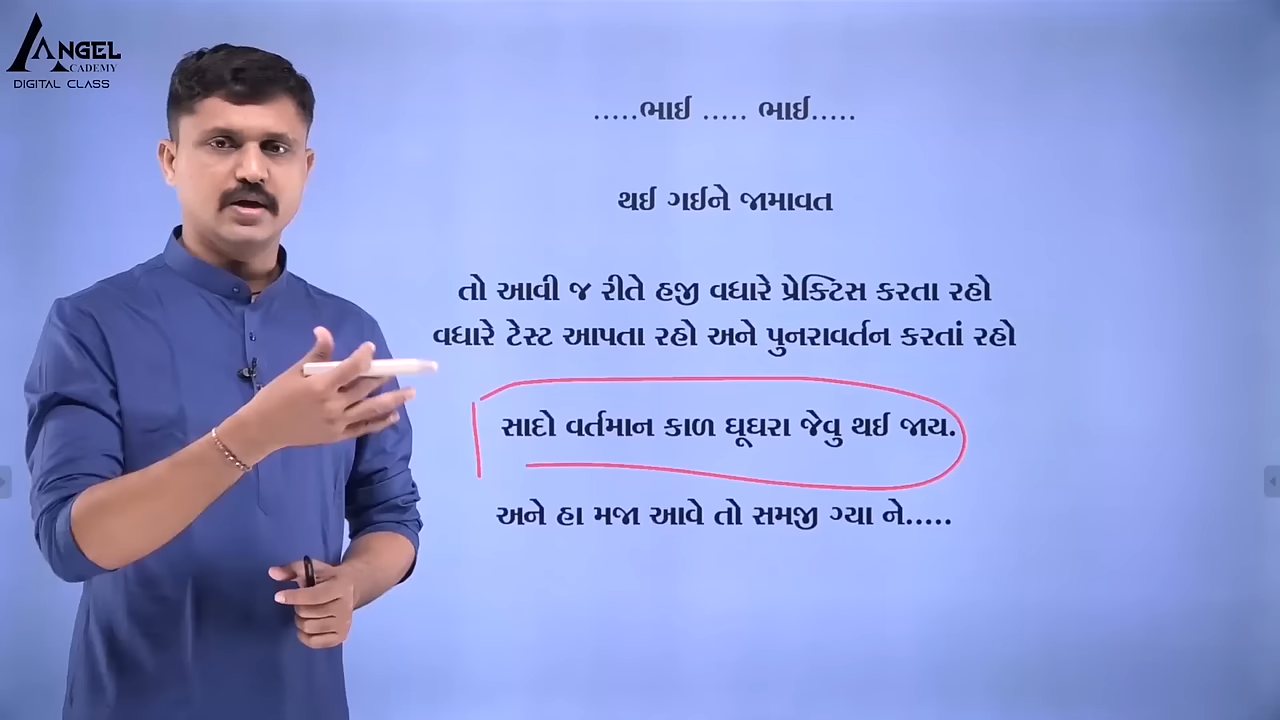 ANGEL
ACADEMY
DIGITAL CLASS
.....ભાઈ ..... ભાઈ.....
થઈ ગઈને જામાવત
તો આવી જ રીતે હજી વધારે પ્રેક્ટિસ કરતા રહો
વધારે ટેસ્ટ આપતા રહો અને પુનરાવર્તન કરતાં રહો
સાદો વર્તમાન કાળ ઘૂઘરા જેવુ થઈ જાય.
અને હા મજા આવે તો સમજી ગ્યા ને.....